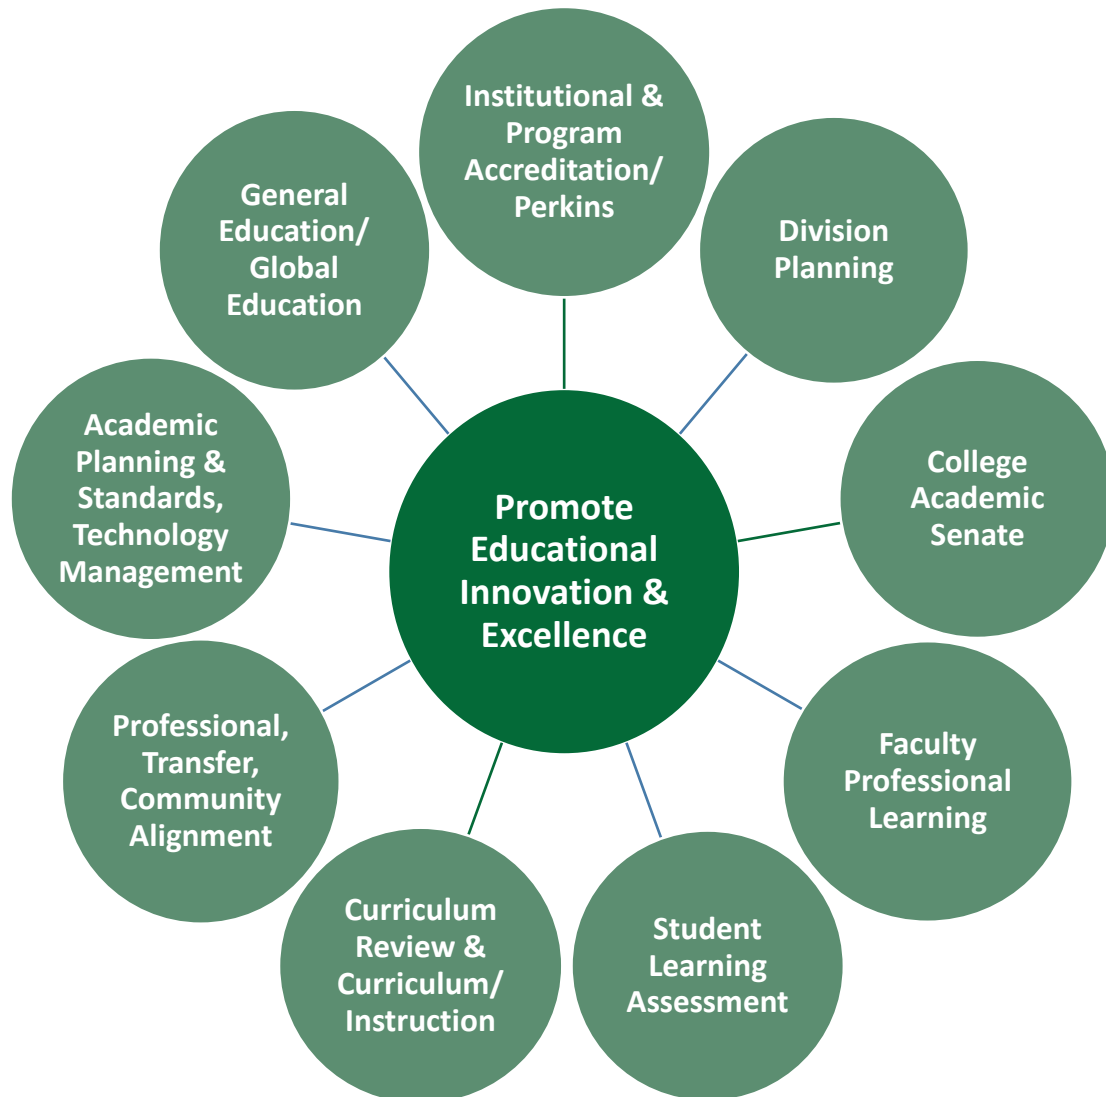 Institutional &
Program
Accreditation/
Perkins
Division
Planning
College
Academic
Senate
Faculty
Professional
Learning
Student
Learning
Assessment
Curriculum
Review &
Curriculum/
Instruction
Professional,
Transfer,
Community
Alignment
Academic
Planning &
Standards,
Technology
Management
General
Education/
Global
Education
Promote
Educational
Innovation &
Excellence